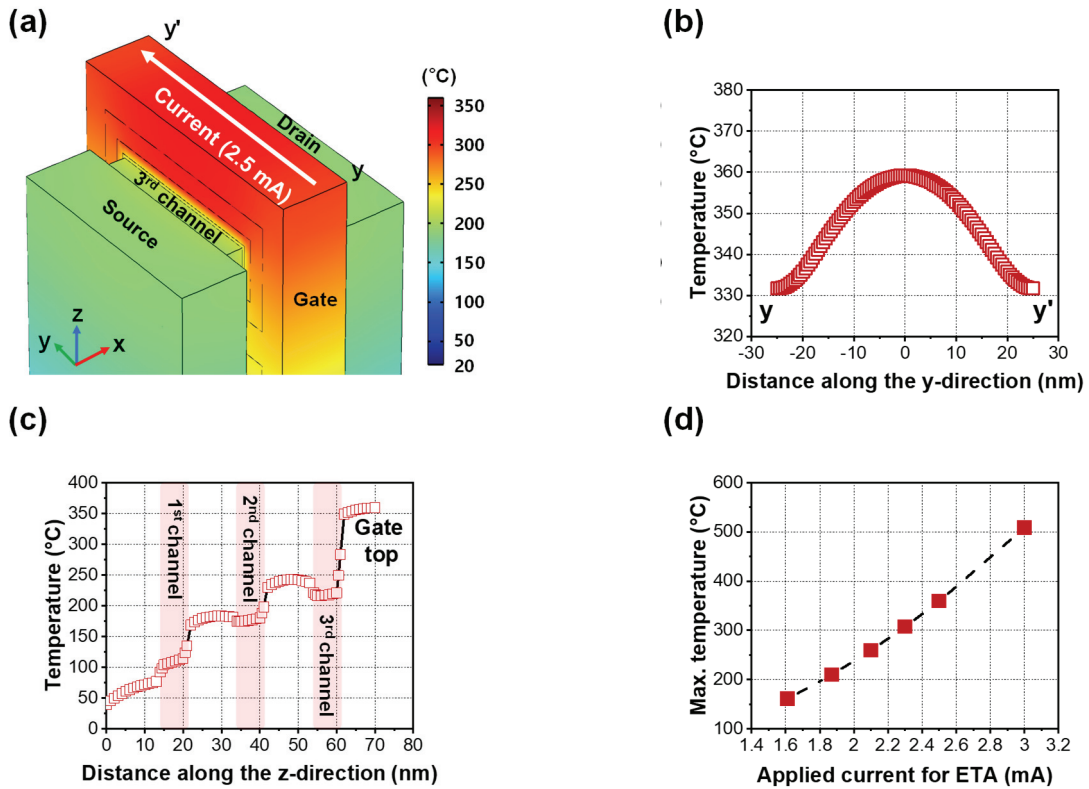 (a)
y'
Current (2.5 mA)
Drain
y
3rd channel
Source
Gate
z
y
x
(°C)
350
300
250
200
150
100
50
20
(b)
Temperature (°C)
380
370
360
350
340
330
320
y
y'
-30 -20 -10 0 10 20 30
Distance along the y-direction (nm)
(c)
Temperature (°C)
400
350
300
250
200
150
100
50
0
1st channel
2nd channel
3rd channel
Gate
top
0 10 20 30 40 50 60 70 80
Distance along the z-direction (nm)
(d)
Max. temperature (°C)
600
500
400
300
200
100
1.4 1.6 1.8 2 2.2 2.4 2.6 2.8 3 3.2
Applied current for ETA (mA)